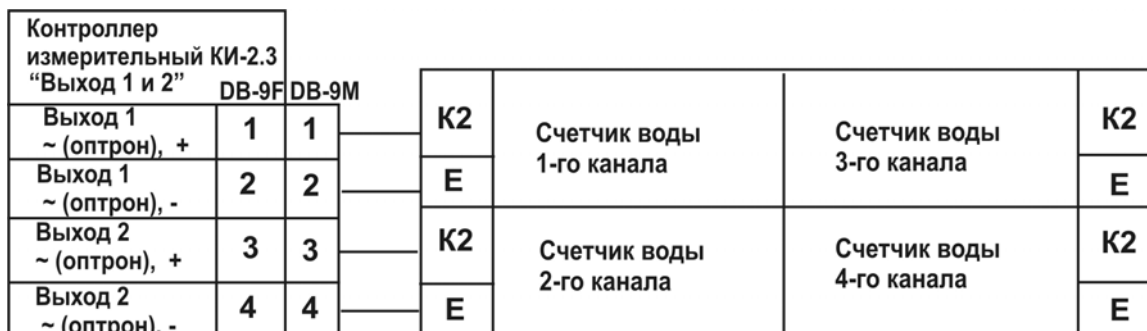 Контроллер
измерительный КИ-2.3
“Выход 1 и 2” DB-9F DB-9M
Выход 1
~ (оптрон), + 1 1
Выход 1
~ (оптрон), - 2 2
Выход 2
~ (оптрон), + 3 3
Выход 2
~ (оптрон), - 4 4
К2 Счетчик воды Счетчик воды К2
1-го канала 3-го канала
Е Е
К2 Счетчик воды Счетчик воды К2
2-го канала 4-го канала
Е Е